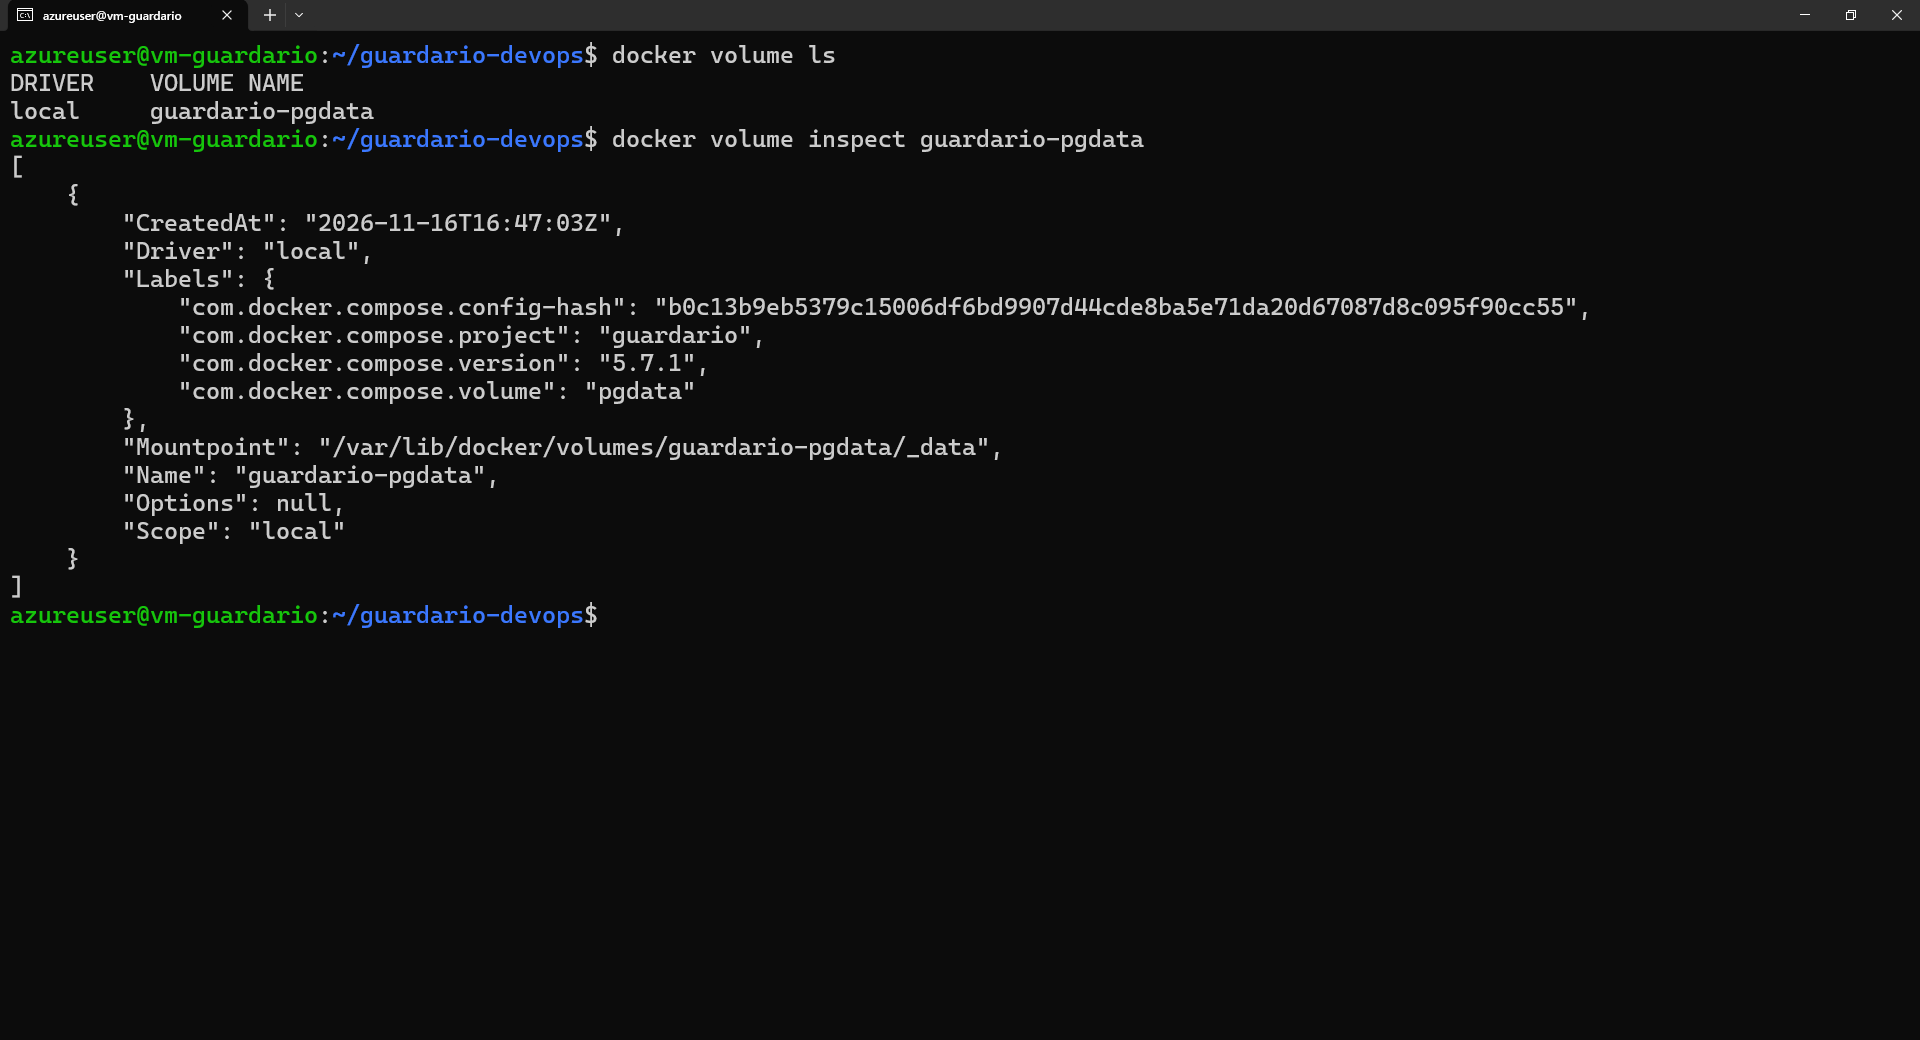 azureuser@vm-guardario
azureuser@vm-guardario:~/guardario-devops$ docker volume ls
DRIVER    VOLUME NAME
local     guardario-pgdata
azureuser@vm-guardario:~/guardario-devops$ docker volume inspect guardario-pgdata
[
    {
        "CreatedAt": "2026-11-16T16:47:03Z",
        "Driver": "local",
        "Labels": {
            "com.docker.compose.config-hash": "b0c13b9eb5379c15006df6bd9907d44cde8ba5e71da20d67087d8c095f90cc55",
            "com.docker.compose.project": "guardario",
            "com.docker.compose.version": "5.7.1",
            "com.docker.compose.volume": "pgdata"
        },
        "Mountpoint": "/var/lib/docker/volumes/guardario-pgdata/_data",
        "Name": "guardario-pgdata",
        "Options": null,
        "Scope": "local"
    }
]
azureuser@vm-guardario:~/guardario-devops$